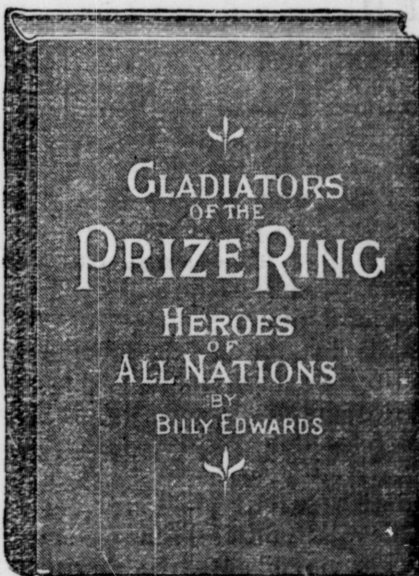 GLADIATORS
OF THE
PRIZE RING
HEROES
OF
ALL NATIONS
BY
BILLY EDWARDS